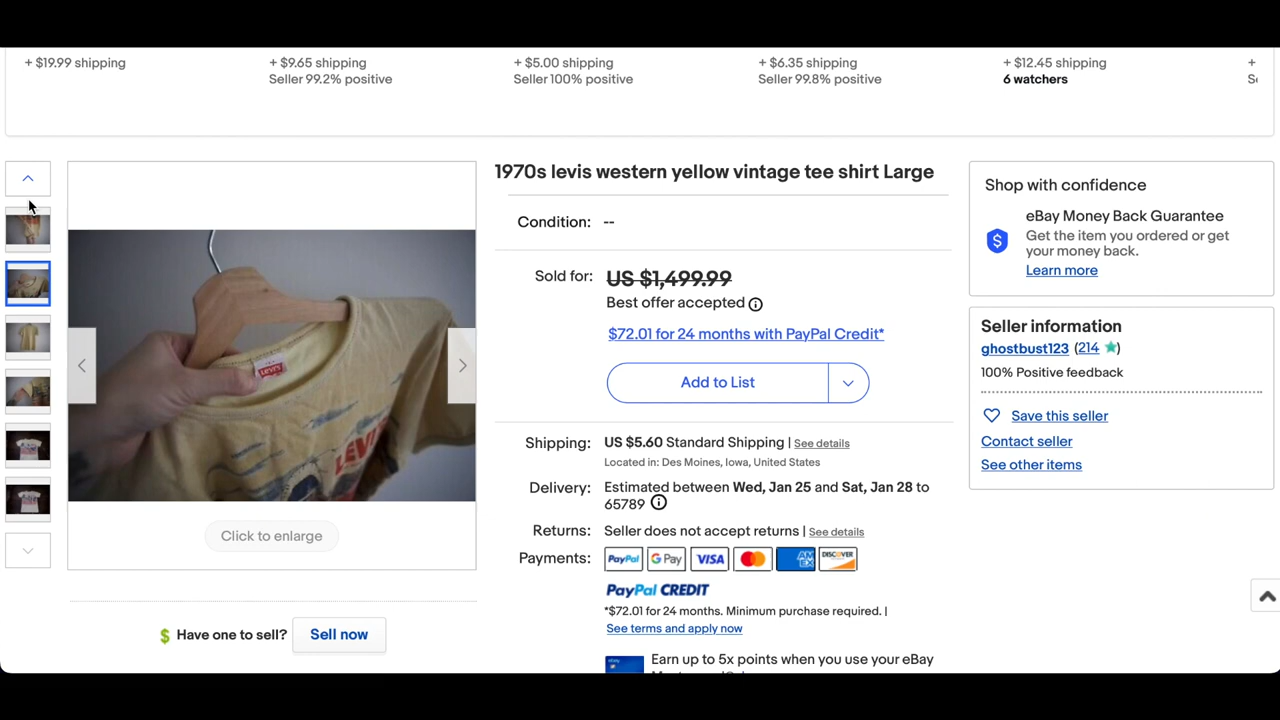 + $19.99 shipping
+ $9.65 shipping
Seller 99.2% positive
+ $5.00 shipping
Seller 100% positive
+ $6.35 shipping
Seller 99.8% positive
+ $12.45 shipping
6 watchers
+
1970s levis western yellow vintage tee shirt Large
Condition: --
Sold for: US $1,499.99
Best offer accepted
$72.01 for 24 months with PayPal Credit*
Add to List
Shipping: US $5.60 Standard Shipping | See details
Located in: Des Moines, Iowa, United States
Delivery: Estimated between Wed, Jan 25 and Sat, Jan 28 to
65789
Returns: Seller does not accept returns | See details
Payments: PayPal G Pay VISA AM EX DISCOVER
PayPal CREDIT
*$72.01 for 24 months. Minimum purchase required. |
See terms and apply now
Earn up to 5x points when you use your eBay
LEVI'S
LEVI
Click to enlarge
$ Have one to sell? Sell now
Shop with confidence
$ eBay Money Back Guarantee
Get the item you ordered or get
your money back.
Learn more
Seller information
ghostbust123 (214)
100% Positive feedback
Save this seller
Contact seller
See other items